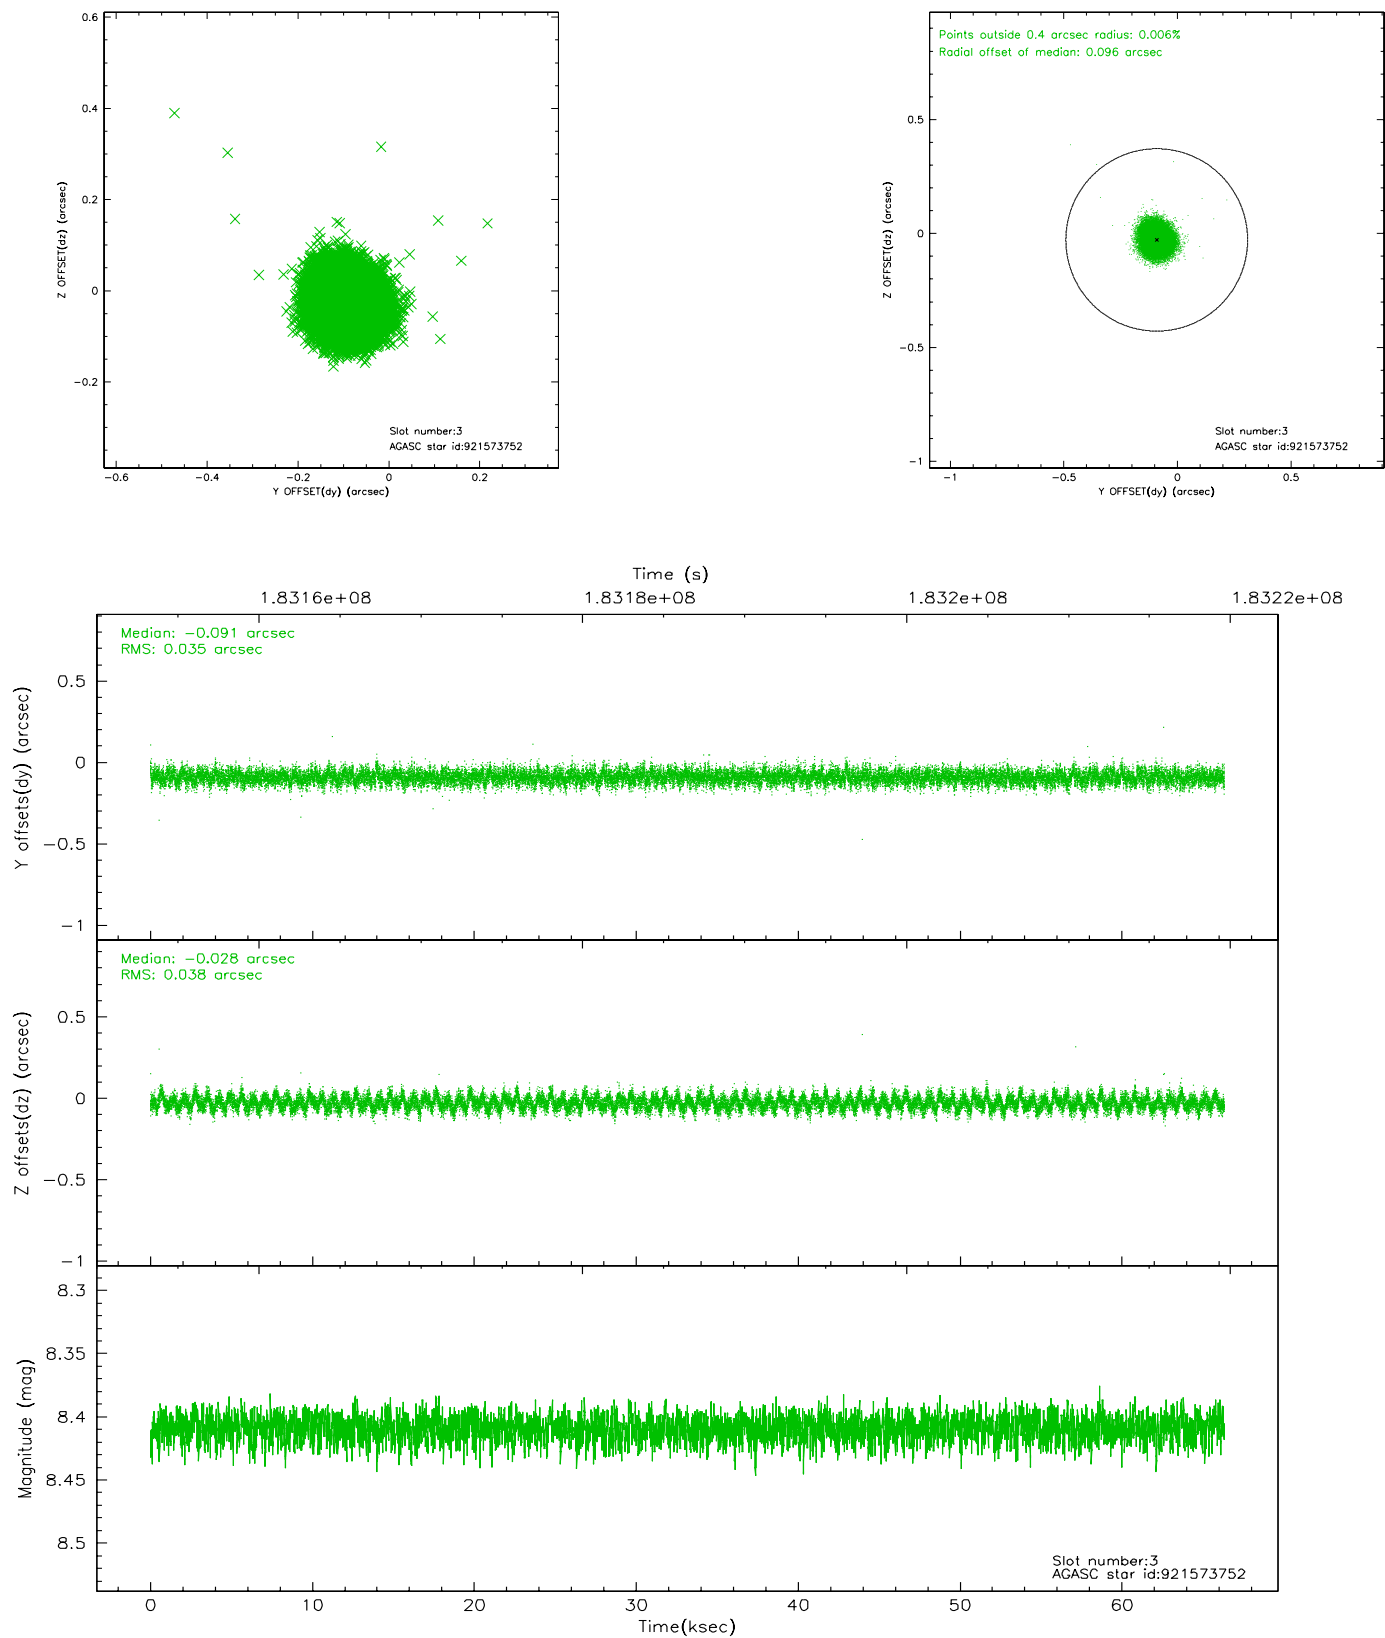 0.6
0.4
0.2
0
-0.2
-0.6
-0.4
-0.2
0
0.2
Z OFFSET(dz) (arcsec)
Y OFFSET(dy) (arcsec)
Slot number:3
AGASC star id:921573752
Points outside 0.4 arcsec radius: 0.006%
Radial offset of median: 0.096 arcsec
0.5
0
-0.5
-1
-1
-0.5
0
0.5
Z OFFSET(dz) (arcsec)
Y OFFSET(dy) (arcsec)
Slot number:3
AGASC star id:921573752
Time (s)
1.8316e+08
1.8318e+08
1.832e+08
1.8322e+08
Median: -0.091 arcsec
RMS: 0.035 arcsec
0.5
0
-0.5
-1
Y offsets(dy) (arcsec)
Median: -0.028 arcsec
RMS: 0.038 arcsec
0.5
0
-0.5
-1
Z offsets(dz) (arcsec)
8.3
8.35
8.4
8.45
8.5
Magnitude (mag)
Slot number:3
AGASC star id:921573752
0
10
20
30
40
50
60
Time(ksec)